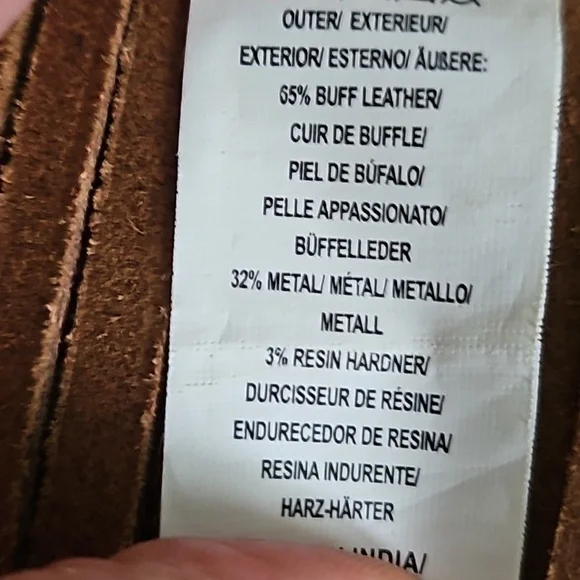 OUTER/ EXTERIEUR/
EXTERIOR/ ESTERNO/ ÄUßERE:
65% BUFF LEATHER/
CUIR DE BUFFLE/
PIEL DE BÚFALO/
PELLE APPASSIONATO/
BÜFFELLEDER
32% METAL/ MÉTAL/ METALLO/
METALL
3% RESIN HARDNER/
DURCISSEUR DE RÉSINE/
ENDURECEDOR DE RESINA/
RESINA INDURENTE/
HARZ-HÄRTER
INDIA/